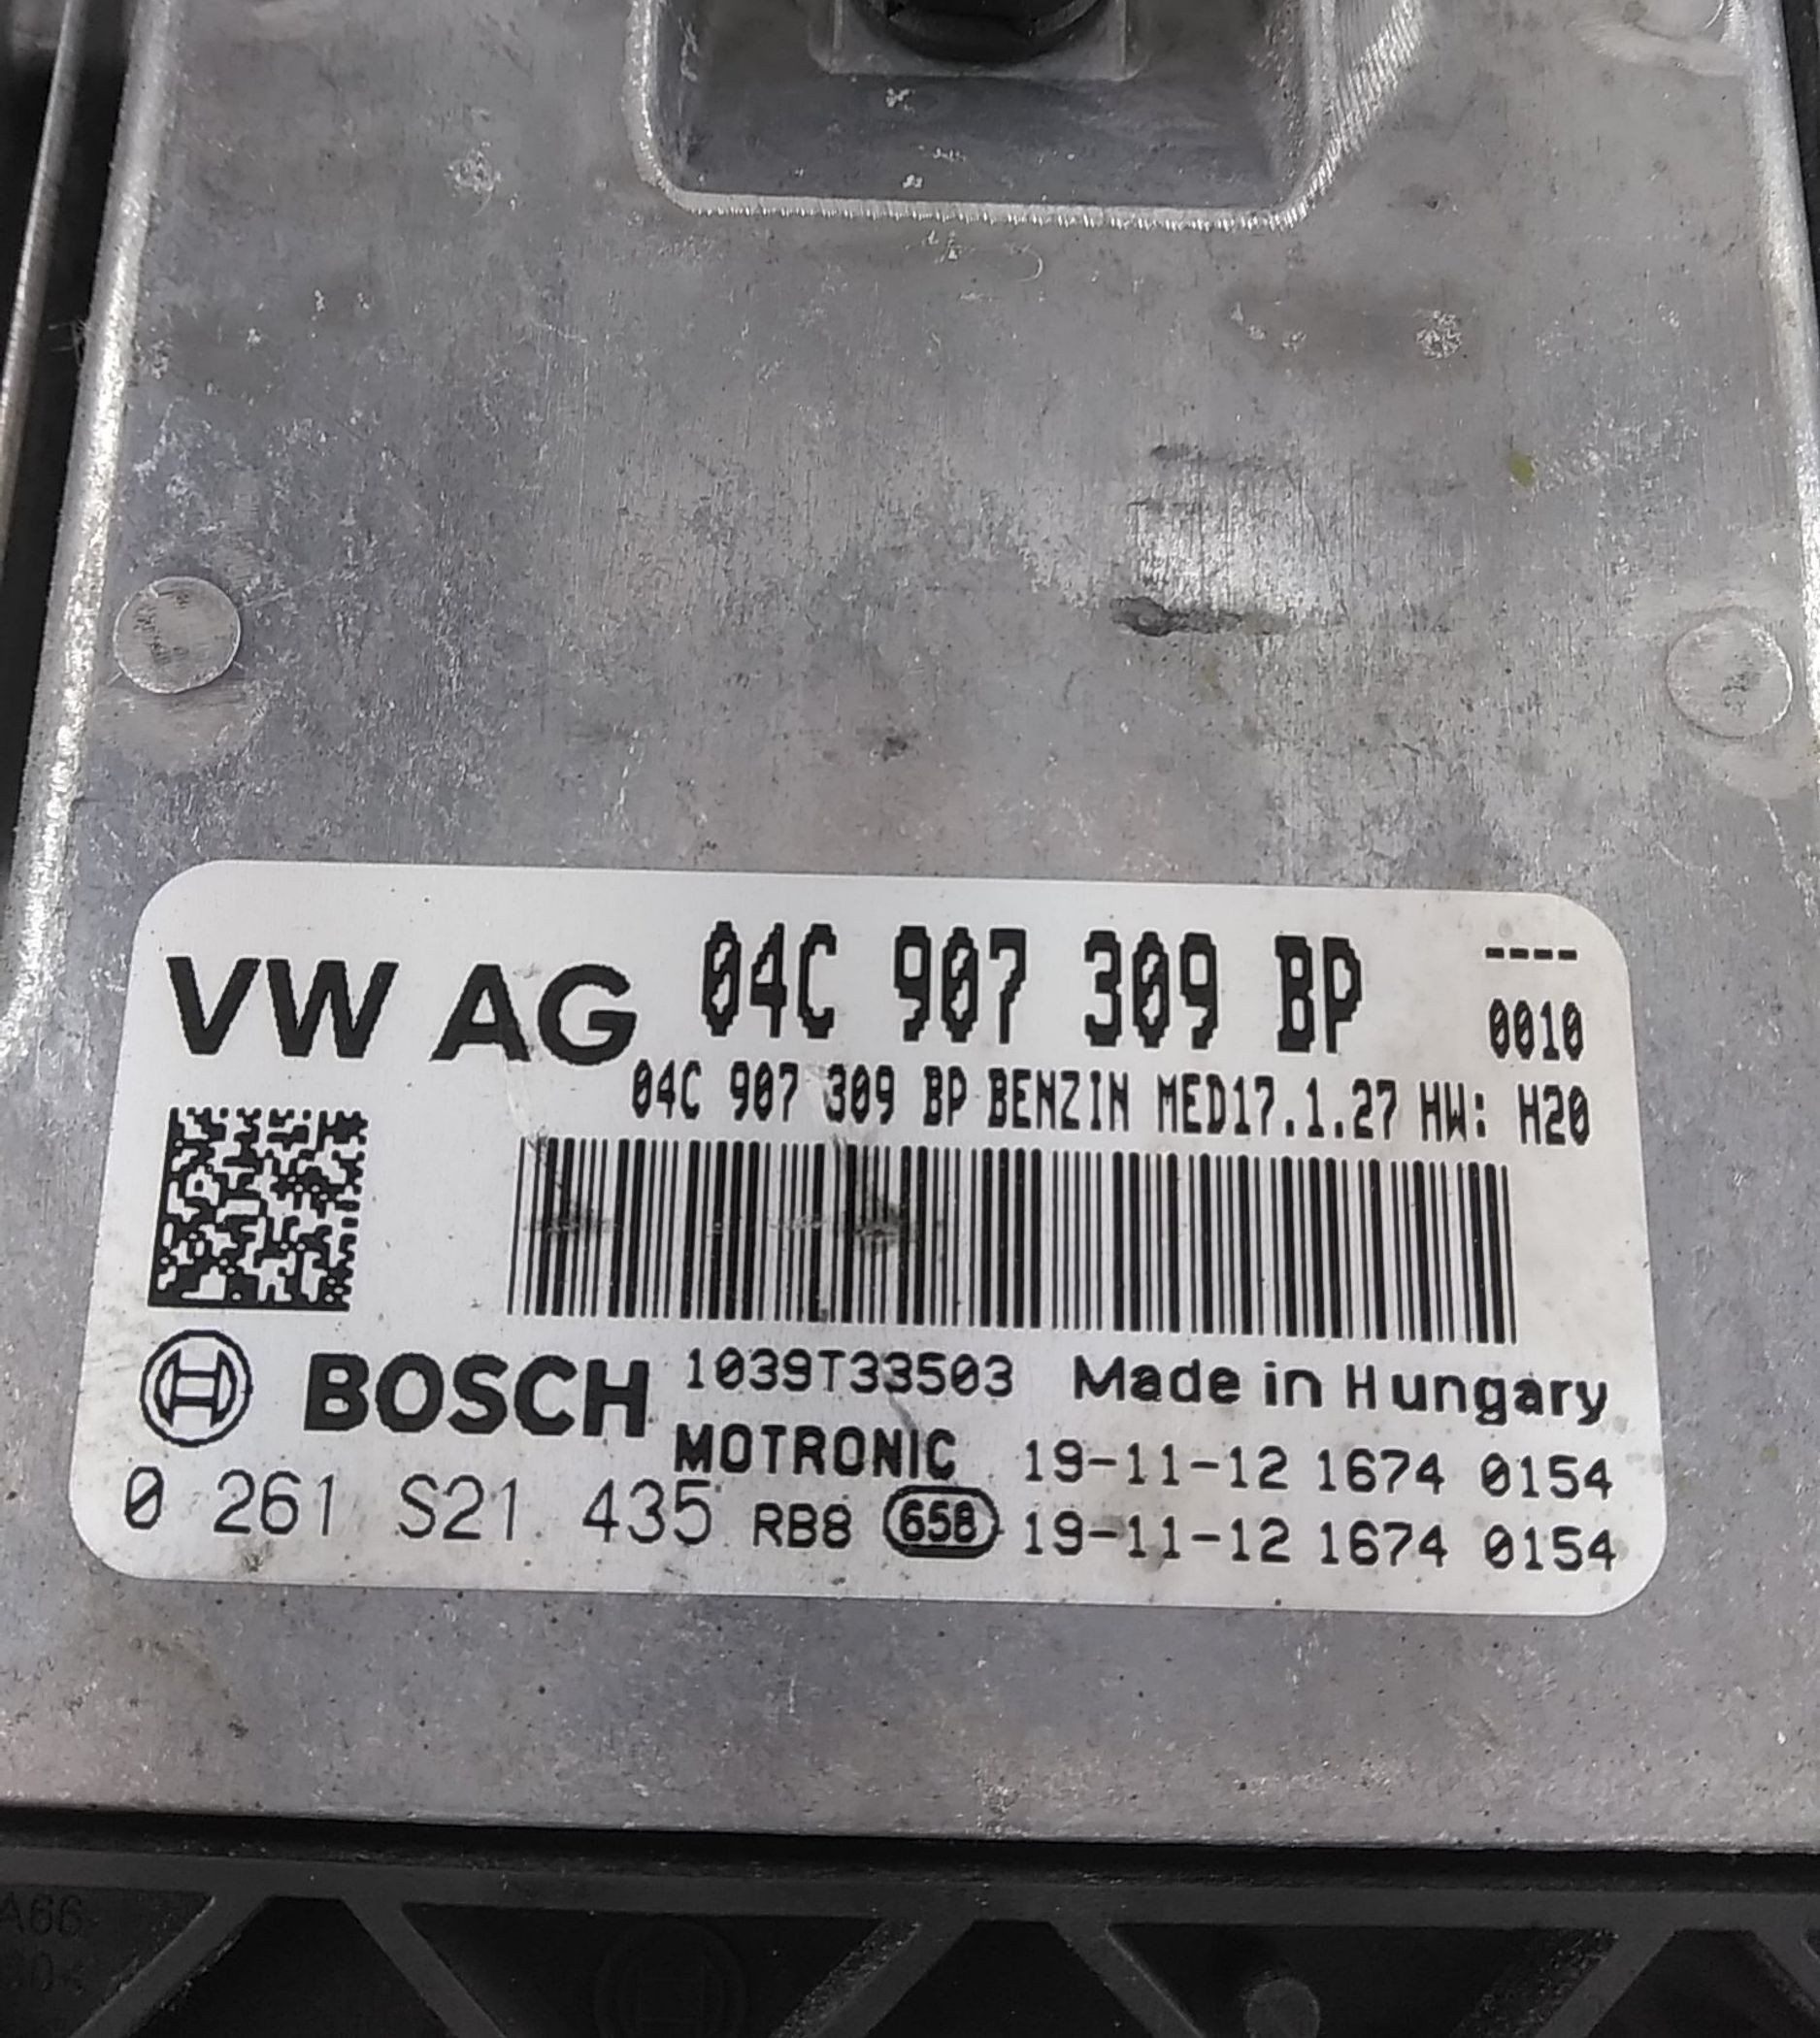 VW AG 04C 907 309 BP ----
0010
04C 907 309 BP BENZIN MED17.1.27 HW: H20
BOSCH 1039T33503 Made in Hungary
MOTRONIC 19-11-12 1674 0154
0 261 S21 435 RB8 658 19-11-12 1674 0154
A66